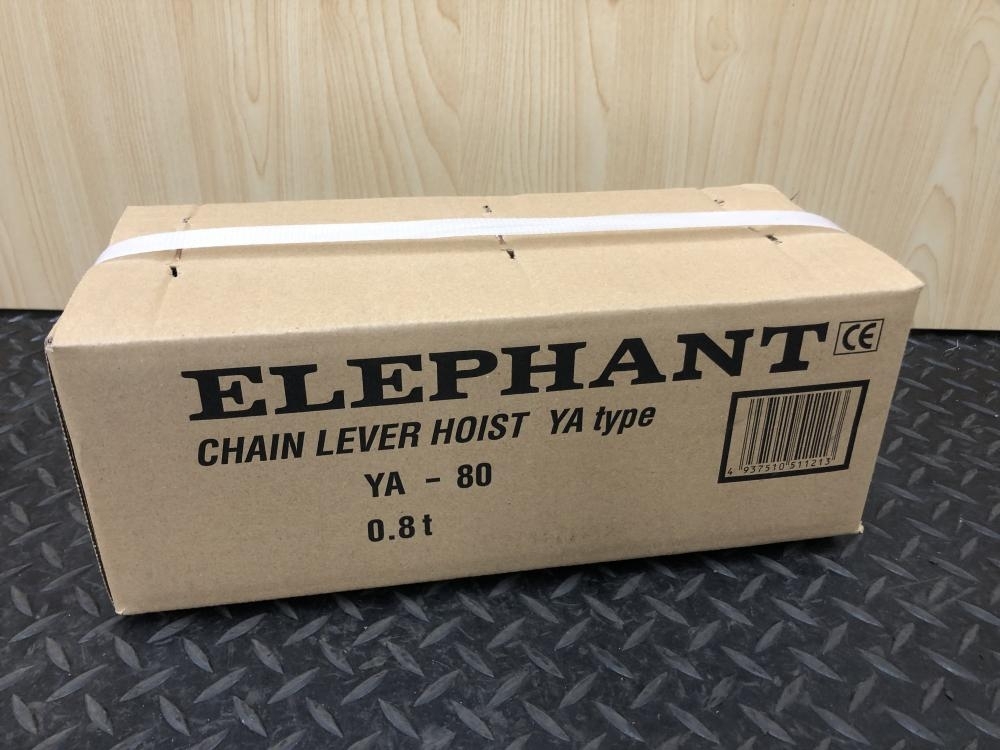 ELEPHANT CE
CHAIN LEVER HOIST YA type
YA - 80
0.8t
4 937510 511213